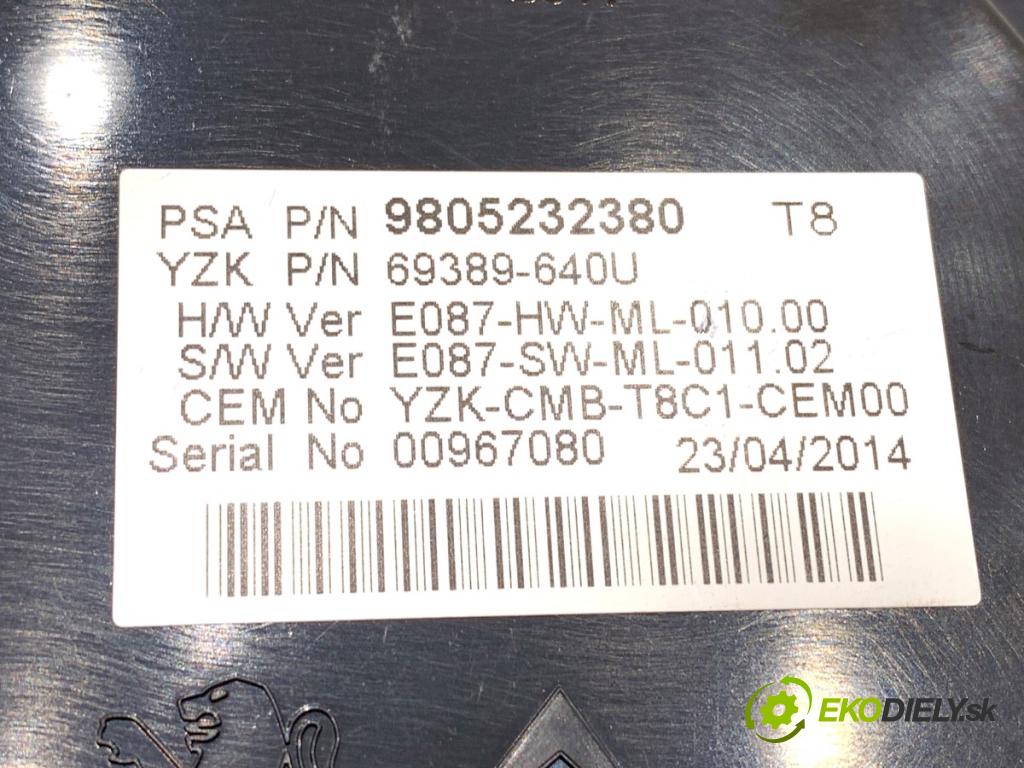 PSA P/N 9805232380 T8
YZK P/N 69389-640U
H/W Ver E087-HW-ML-010.00
S/W Ver E087-SW-ML-011.02
CEM No YZK-CMB-T8C1-CEM00
Serial No 00967080 23/04/2014
EKODIELY.sk